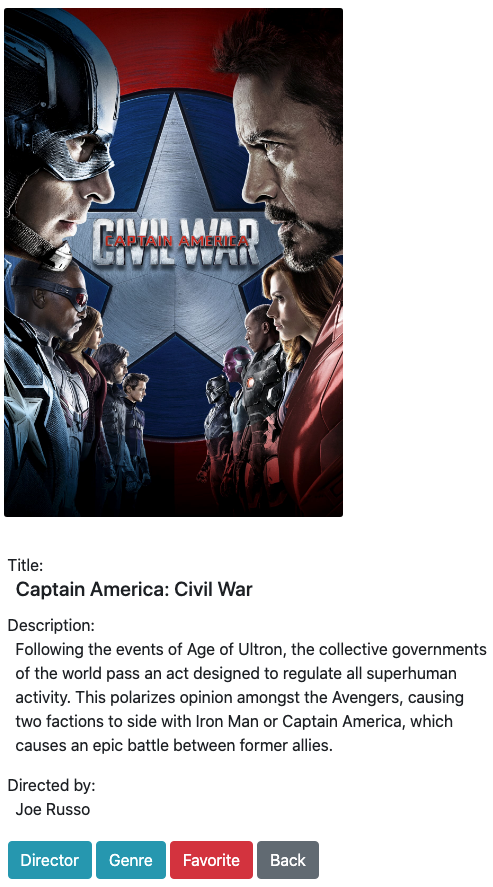 CIVIL WAR
CAPTAIN AMERICA
Title:
Captain America: Civil War
Description:
Following the events of Age of Ultron, the collective governments
of the world pass an act designed to regulate all superhuman
activity. This polarizes opinion amongst the Avengers, causing
two factions to side with Iron Man or Captain America, which
causes an epic battle between former allies.
Directed by:
Joe Russo
Director Genre Favorite Back